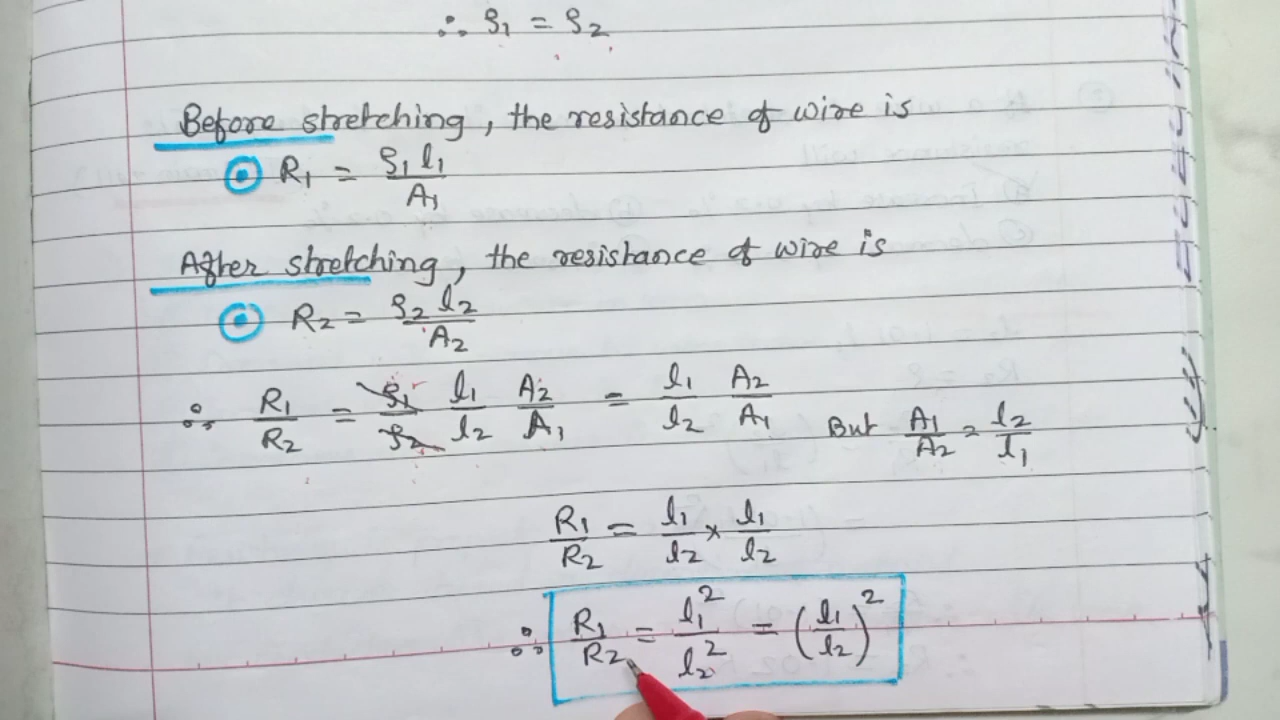 ∴ ρ₁ = ρ₂
Before stretching, the resistance of wire is
R₁ = ρ₁ l₁ / A₁
After stretching, the resistance of wire is
R₂ = ρ₂ l₂ / A₂
∴ R₁/R₂ = ρ₁/ρ₂ l₁/l₂ A₂/A₁ = l₁/l₂ A₂/A₁ But A₁/A₂ = l₂/l₁
R₁/R₂ = l₁/l₂ × l₁/l₂
∴ R₁/R₂ = l₁²/l₂² = (l₁/l₂)²